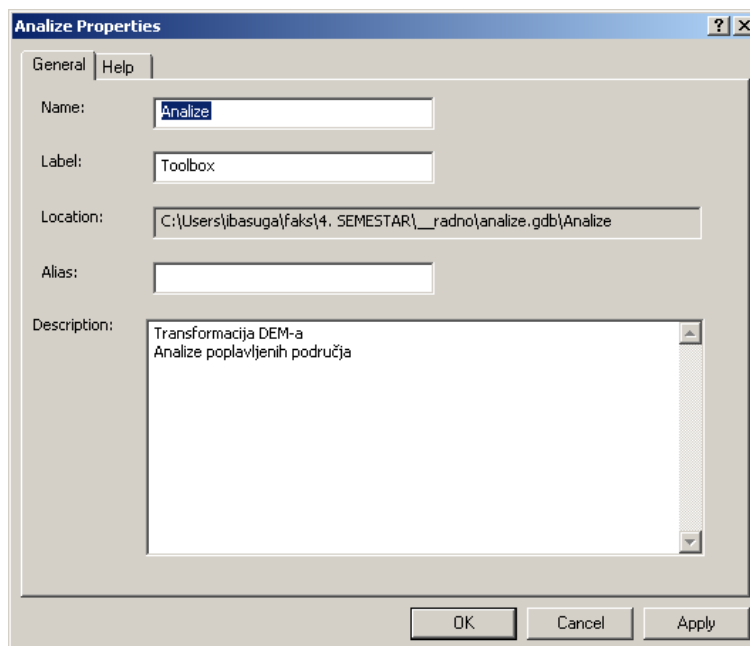 Analize Properties
General
Help
Name:
Analize
Label:
Toolbox
Location:
C:\Users\ibasuga\faks\4. SEMESTAR\__radno\analize.gdb\Analize
Alias:
Description:
Transformacija DEM-a
Analize poplavljenih područja
OK
Cancel
Apply